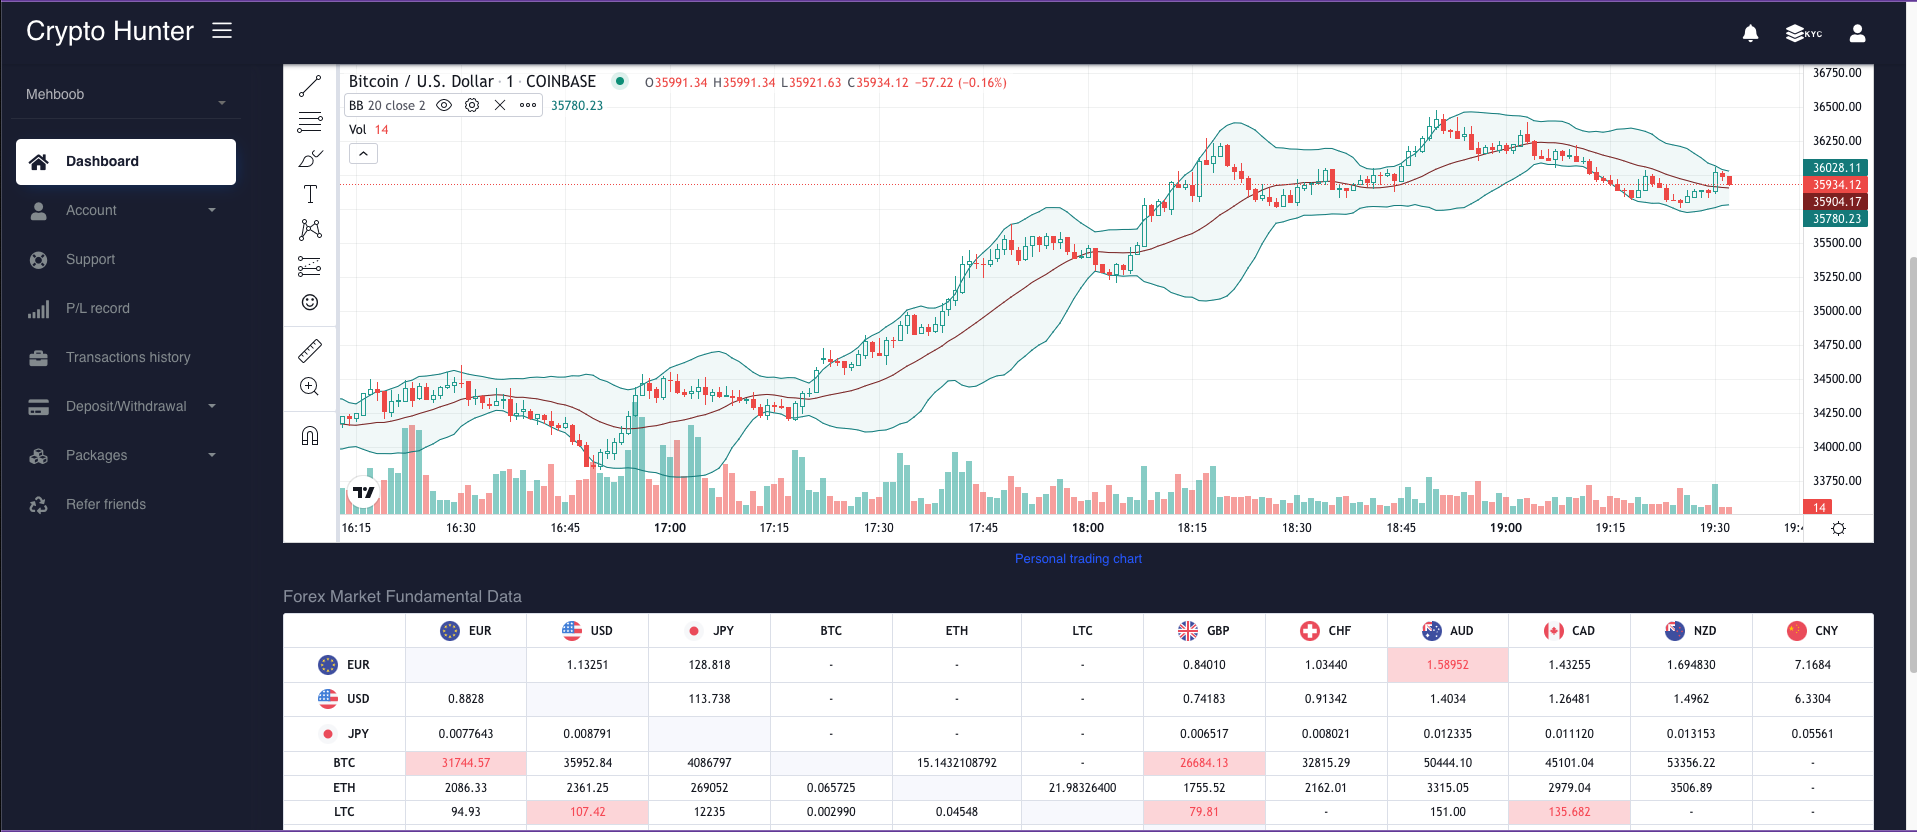 Crypto Hunter
KYC
Mehboob
Dashboard
Account
Support
P/L record
Transactions history
Deposit/Withdrawal
Packages
Refer friends
Bitcoin / U.S. Dollar · 1 · COINBASE O35991.34 H35991.34 L35921.63 C35934.12 −57.22 (−0.16%)
BB 20 close 2 35780.23
Vol 14
36750.00
36500.00
36250.00
36028.11
35934.12
35904.17
35780.23
35500.00
35250.00
35000.00
34750.00
34500.00
34250.00
34000.00
33750.00
14
16:15 16:30 16:45 17:00 17:15 17:30 17:45 18:00 18:15 18:30 18:45 19:00 19:15 19:30 19:4
Personal trading chart
Forex Market Fundamental Data
EUR USD JPY BTC ETH LTC GBP CHF AUD CAD NZD CNY
EUR 1.13251 128.818 - - - 0.84010 1.03440 1.58952 1.43255 1.694830 7.1684
USD 0.8828 113.738 - - - 0.74183 0.91342 1.4034 1.26481 1.4962 6.3304
JPY 0.0077643 0.008791 - - - 0.006517 0.008021 0.012335 0.011120 0.013153 0.05561
BTC 31744.57 35952.84 4086797 15.1432108792 - 26684.13 32815.29 50444.10 45101.04 53356.22 -
ETH 2086.33 2361.25 269052 0.065725 21.98326400 1755.52 2162.01 3315.05 2979.04 3506.89 -
LTC 94.93 107.42 12235 0.002990 0.04548 79.81 - 151.00 135.682 - -